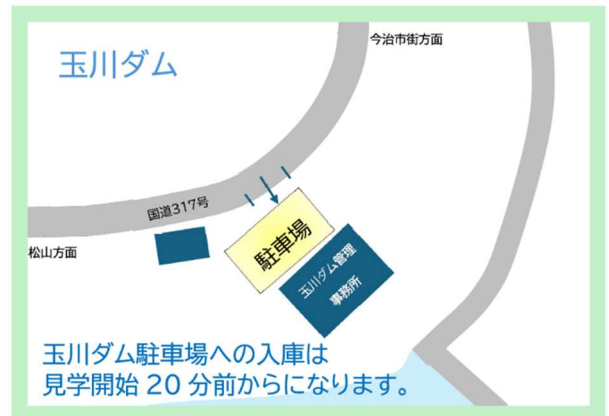 玉川ダム
今治市街方面
国道317号
駐車場
松山方面
玉川ダム管理
事務所
玉川ダム駐車場への入庫は
見学開始 20 分前からになります。